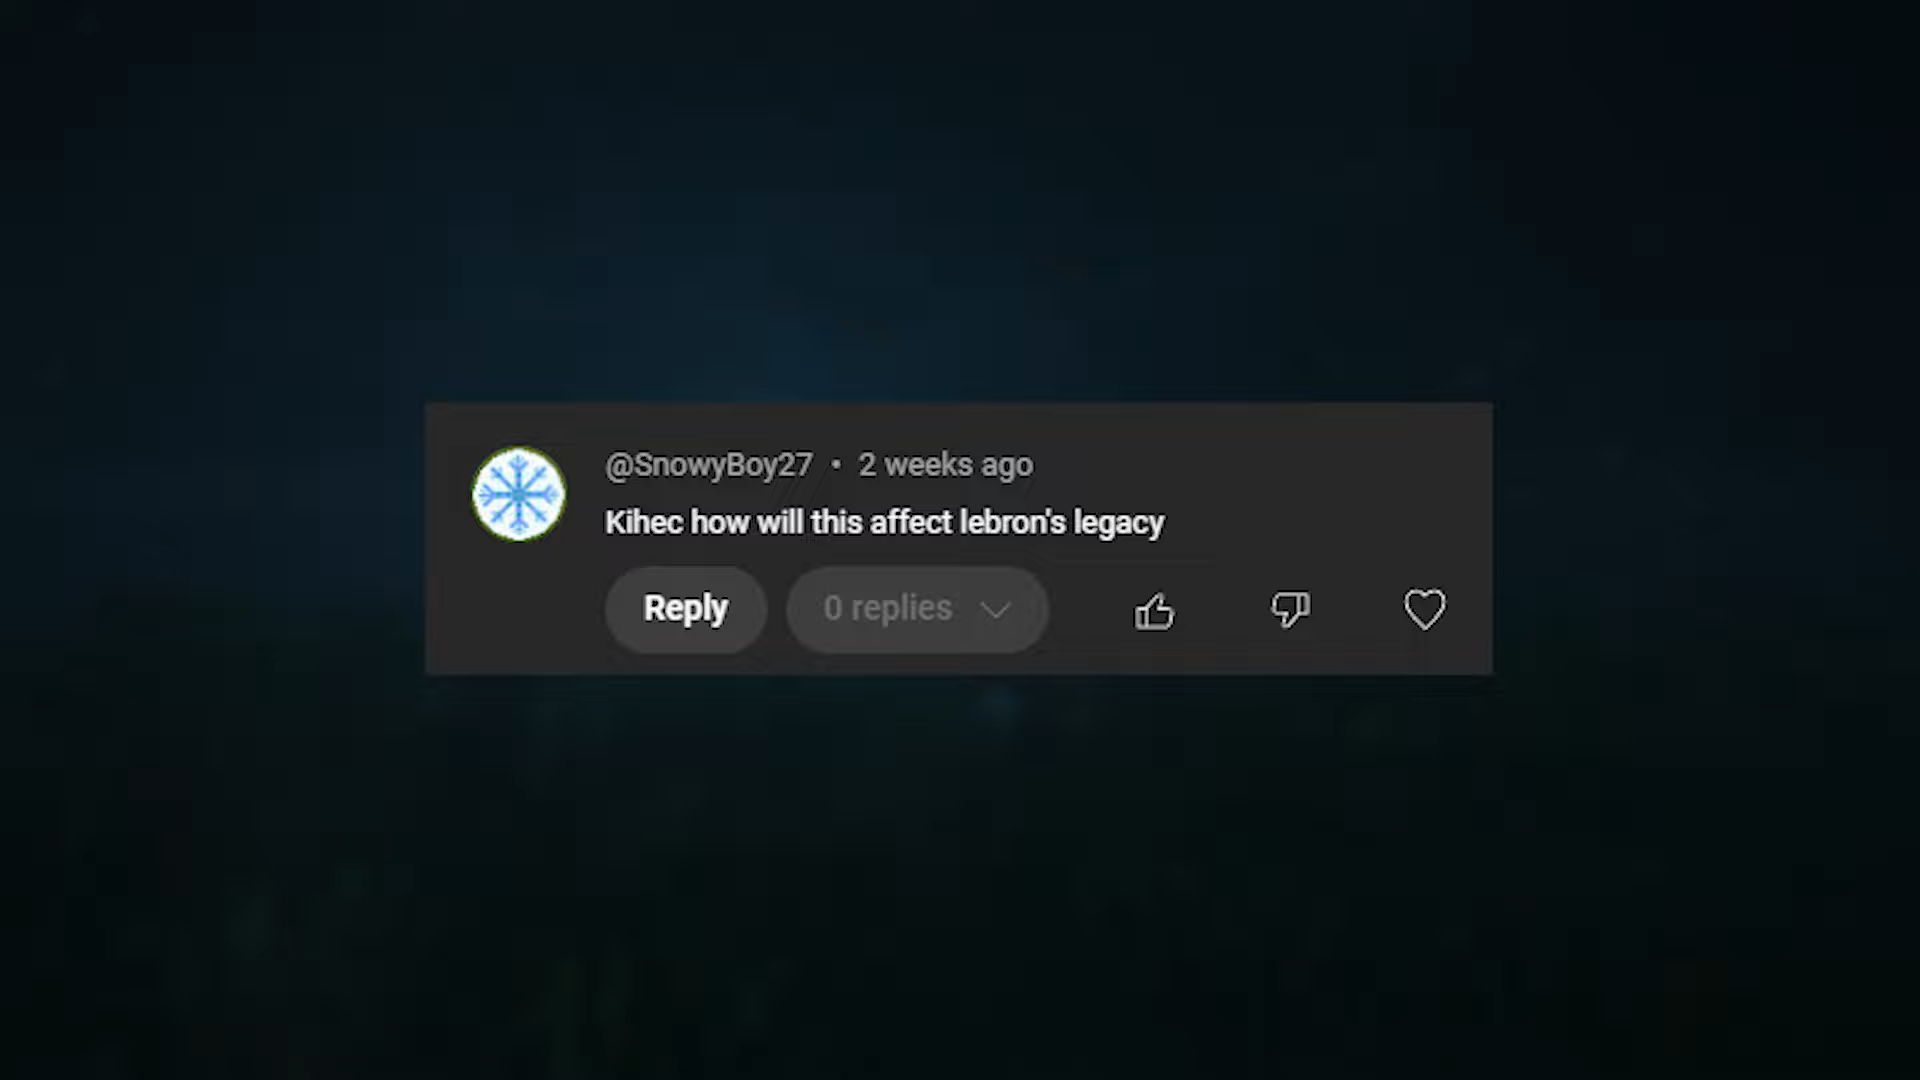 @SnowyBoy27 • 2 weeks ago
Kihec how will this affect lebron's legacy
Reply 0 replies